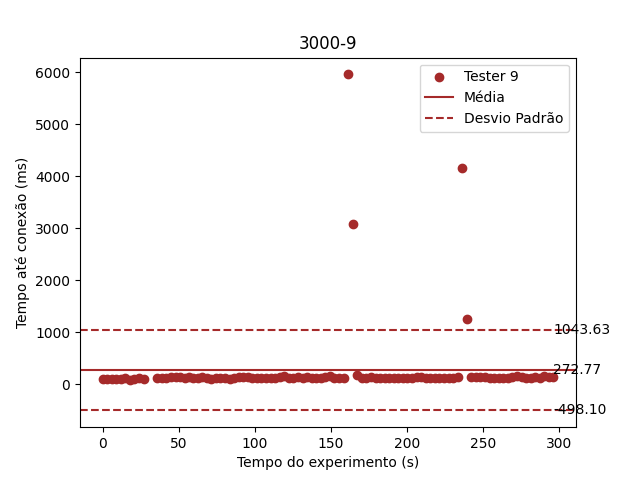 3000-9
Tester 9
Média
Desvio Padrão
Tempo até conexão (ms)
6000
5000
4000
3000
2000
1000
0
1043.63
272.77
-498.10
0 50 100 150 200 250 300
Tempo do experimento (s)